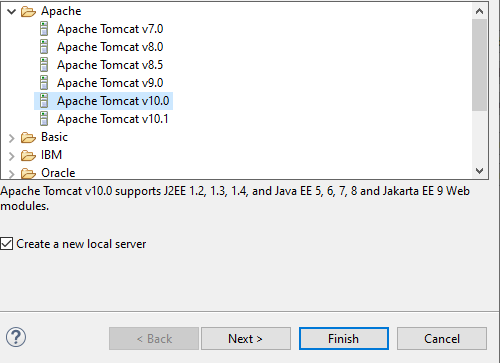 Apache
Apache Tomcat v7.0
Apache Tomcat v8.0
Apache Tomcat v8.5
Apache Tomcat v9.0
Apache Tomcat v10.0
Apache Tomcat v10.1
Basic
IBM
Oracle
Apache Tomcat v10.0 supports J2EE 1.2, 1.3, 1.4, and Java EE 5, 6, 7, 8 and Jakarta EE 9 Web
modules.
Create a new local server
? < Back Next > Finish Cancel